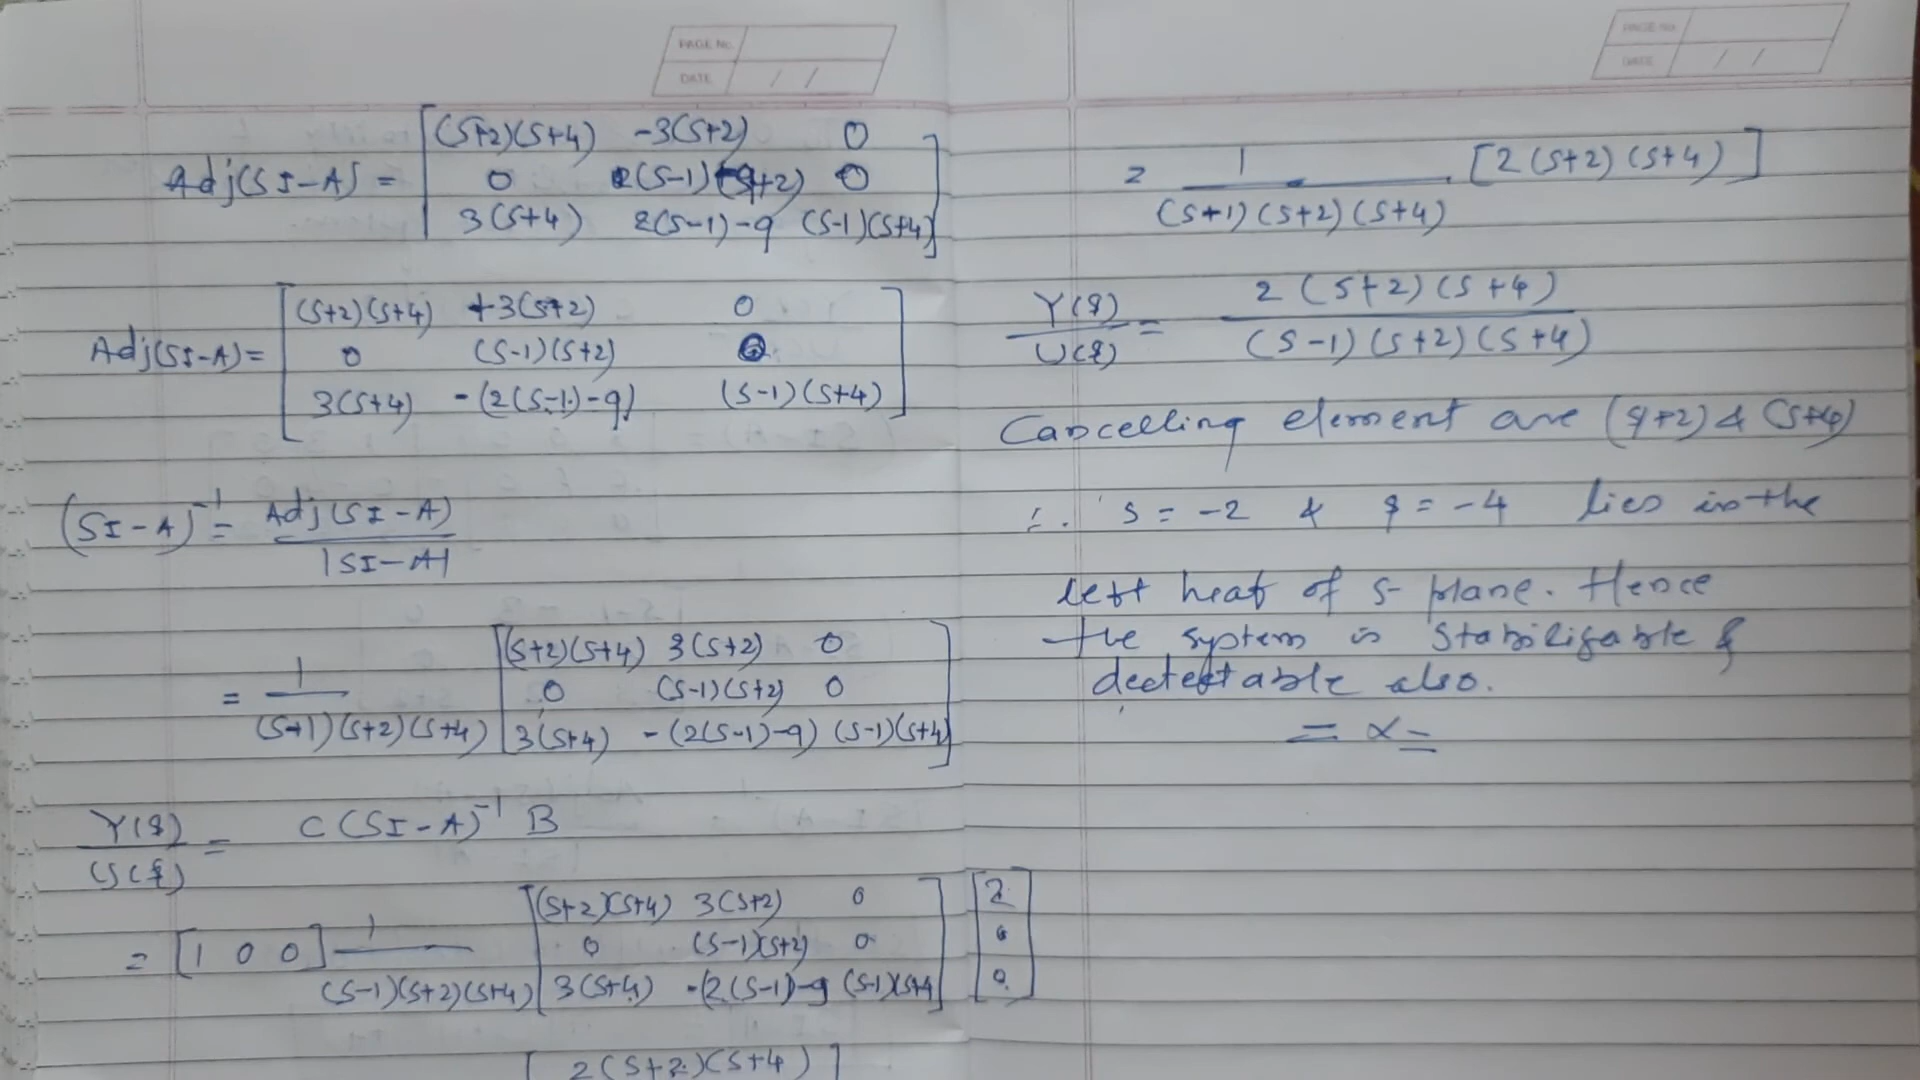 PAGE No.
DATE / /
Adj(SI-A) = [(S+2)(S+4) -3(S+2) 0
0 (S-1)(S+2) 0
3(S+4) 2(S-1)-9 (S-1)(S+4)]
Adj(SI-A) = [(S+2)(S+4) +3(S+2) 0
0 (S-1)(S+2) 0
3(S+4) -(2(S-1)-9) (S-1)(S+4)]
(SI-A)⁻¹ = Adj(SI-A)
|SI-A|
= 1 [(S+2)(S+4) 3(S+2) 0
0 (S-1)(S+2) 0
(S+1)(S+2)(S+4) 3(S+4) -(2(S-1)-9) (S-1)(S+4)]
Y(s) = C(SI-A)⁻¹ B
U(s)
= [1 0 0] 1 [(S+2)(S+4) 3(S+2) 0 [2
0 (S-1)(S+2) 0 0
(S-1)(S+2)(S+4) 3(S+4) -(2(S-1)-9 (S-1)(S+4] 0]
[2(S+2)(S+4)]
PAGE No.
DATE / /
= 1 [2(S+2)(S+4)]
(S+1)(S+2)(S+4)
Y(s) = 2(S+2)(S+4)
U(s) (S-1)(S+2)(S+4)
Cancelling element are (s+2) & (S+4)
∴ S = -2 & s = -4 lies in the
left heaf of S-plane. Hence
the system is Stabilizable &
dectectable also.
= x =